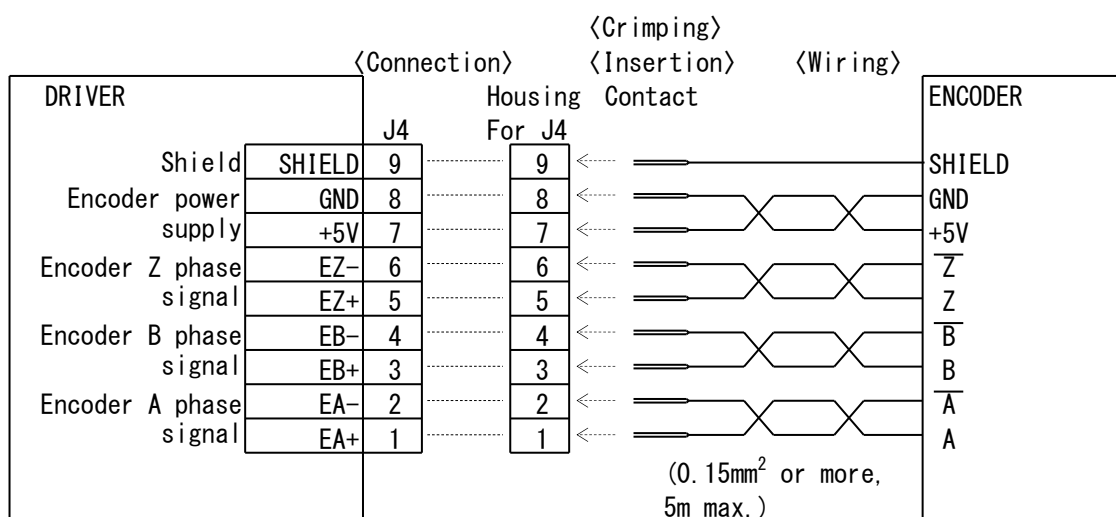 〈Crimping〉
〈Connection〉 〈Insertion〉 〈Wiring〉
DRIVER Housing Contact ENCODER
J4 For J4
Shield SHIELD 9 9 SHIELD
Encoder power GND 8 8 GND
supply +5V 7 7 +5V
Encoder Z phase EZ− 6 6 Z̅
signal EZ+ 5 5 Z
Encoder B phase EB− 4 4 B̅
signal EB+ 3 3 B
Encoder A phase EA− 2 2 A̅
signal EA+ 1 1 A
(0.15mm² or more,
5m max.)